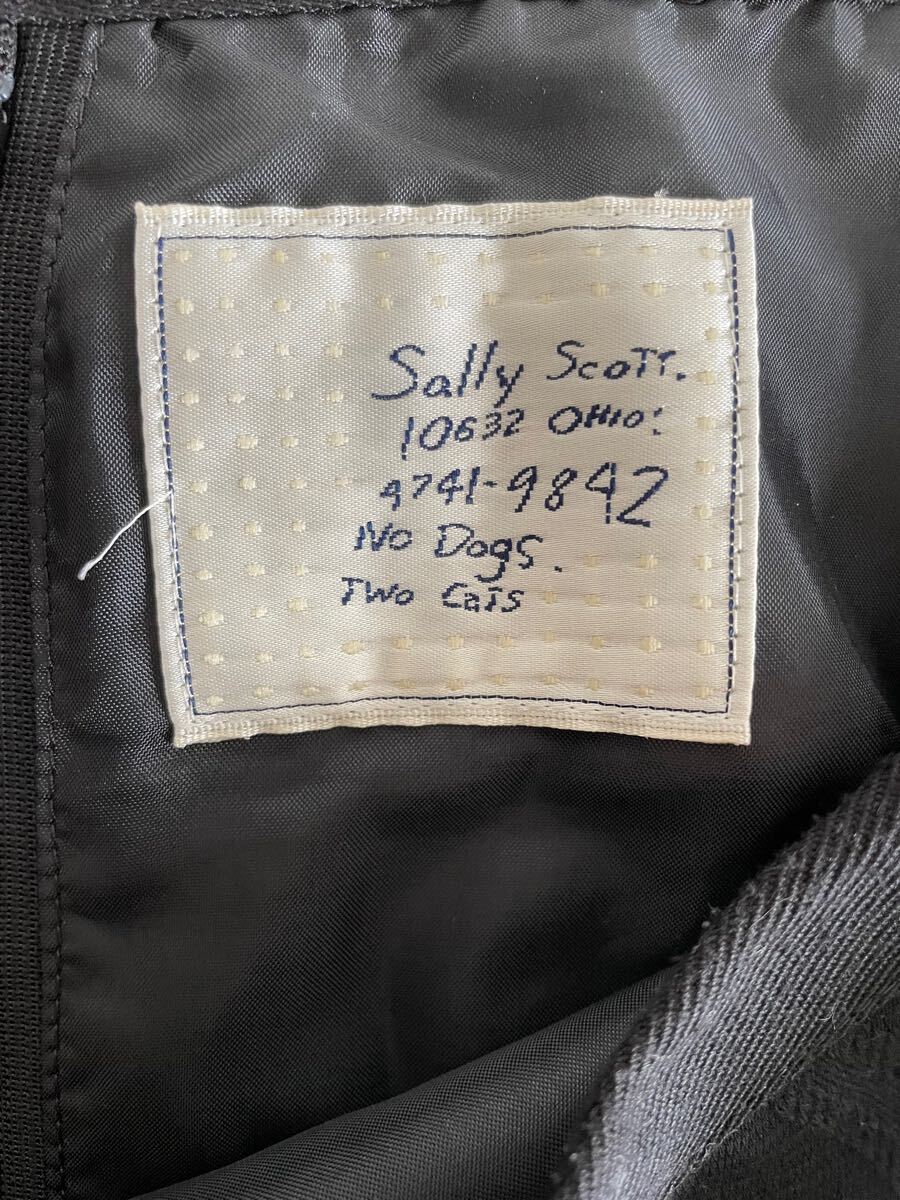 Sally Scott.
10632 Ohio:
4741-9842
No Dogs.
Two Cats